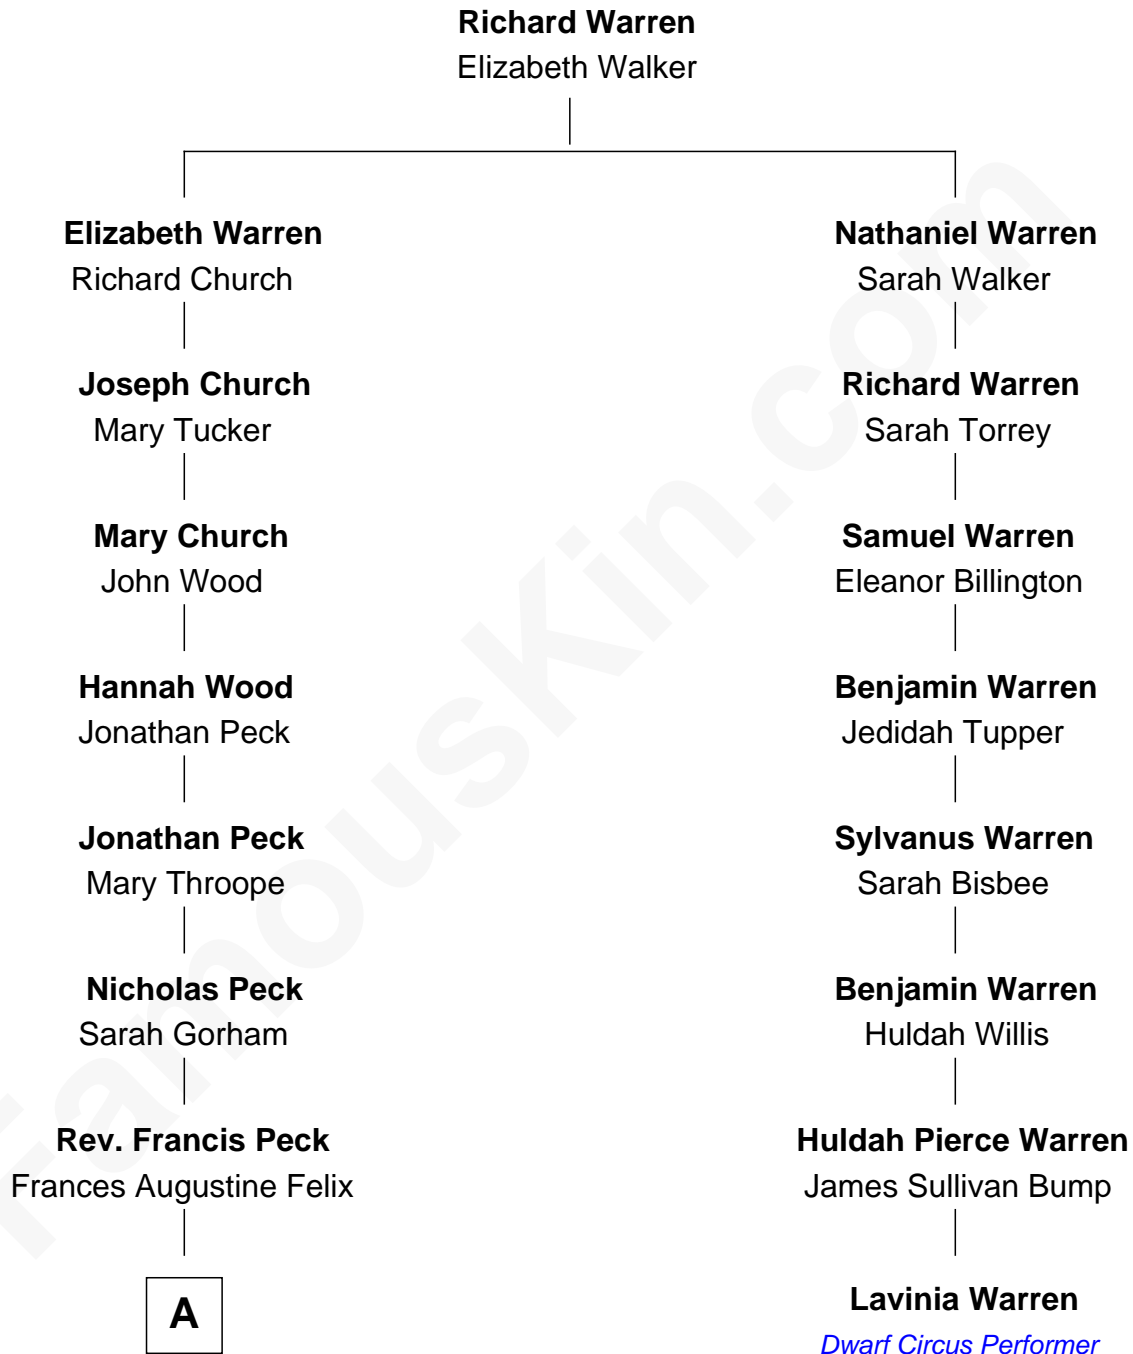 Richard Warren
Elizabeth Walker
Elizabeth Warren
Richard Church
Nathaniel Warren
Sarah Walker
Joseph Church
Mary Tucker
Richard Warren
Sarah Torrey
Mary Church
John Wood
Samuel Warren
Eleanor Billington
Hannah Wood
Jonathan Peck
Benjamin Warren
Jedidah Tupper
Jonathan Peck
Mary Throope
Sylvanus Warren
Sarah Bisbee
Nicholas Peck
Sarah Gorham
Benjamin Warren
Huldah Willis
Rev. Francis Peck
Frances Augustine Felix
Huldah Pierce Warren
James Sullivan Bump
A
Lavinia Warren
Dwarf Circus Performer
FamousKin.com